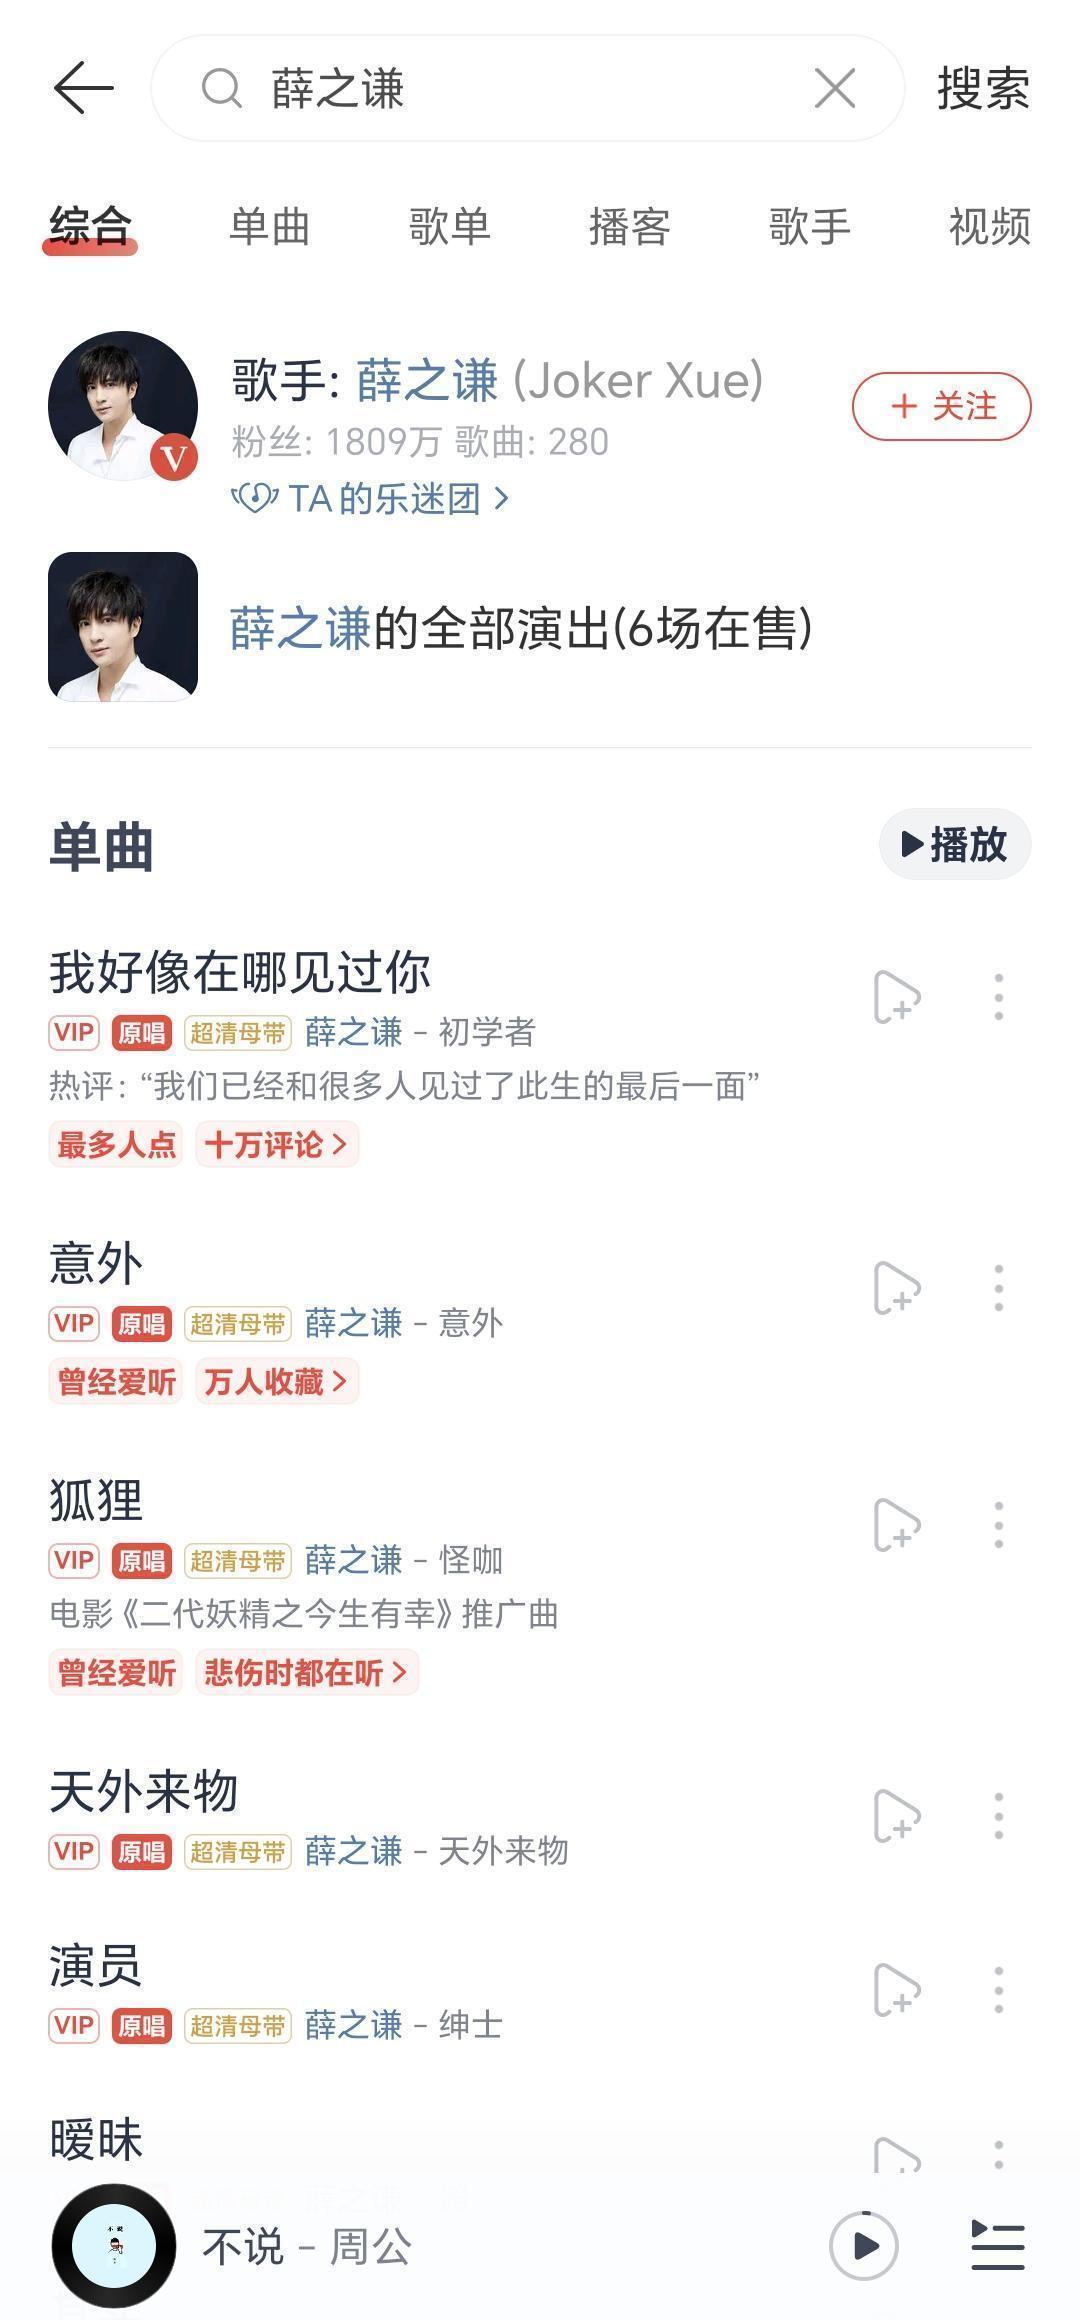 薛之谦
搜索
综合 单曲 歌单 播客 歌手 视频
歌手: 薛之谦 (Joker Xue)
粉丝: 1809万 歌曲: 280
+ 关注
V
TA的乐迷团 >
薛之谦的全部演出(6场在售)
单曲
播放
我好像在哪见过你
VIP 原唱 超清母带 薛之谦 - 初学者
热评: “我们已经和很多人见过了此生的最后一面”
最多人点 十万评论 >
意外
VIP 原唱 超清母带 薛之谦 - 意外
曾经爱听 万人收藏 >
狐狸
VIP 原唱 超清母带 薛之谦 - 怪咖
电影《二代妖精之今生有幸》推广曲
曾经爱听 悲伤时都在听 >
天外来物
VIP 原唱 超清母带 薛之谦 - 天外来物
演员
VIP 原唱 超清母带 薛之谦 - 绅士
暧昧
不说
不说 - 周公